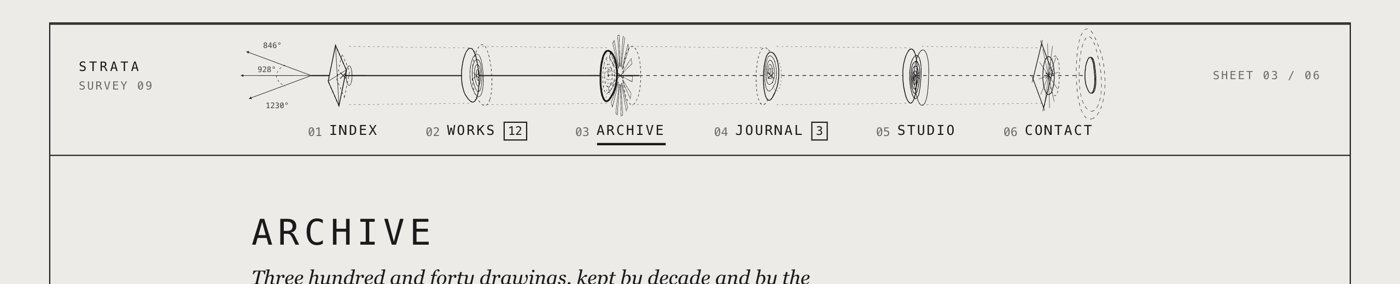 STRATA
SURVEY 09
846°
928°
1230°
SHEET 03 / 06
01 INDEX
02 WORKS 12
03 ARCHIVE
04 JOURNAL 3
05 STUDIO
06 CONTACT
ARCHIVE
Three hundred and forty drawings, kept by decade and by the